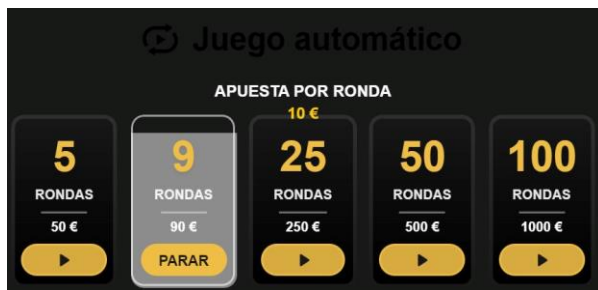 Juego automático
APUESTA POR RONDA
10 €
5
RONDAS
50 €
9
RONDAS
90 €
PARAR
25
RONDAS
250 €
50
RONDAS
500 €
100
RONDAS
1000 €